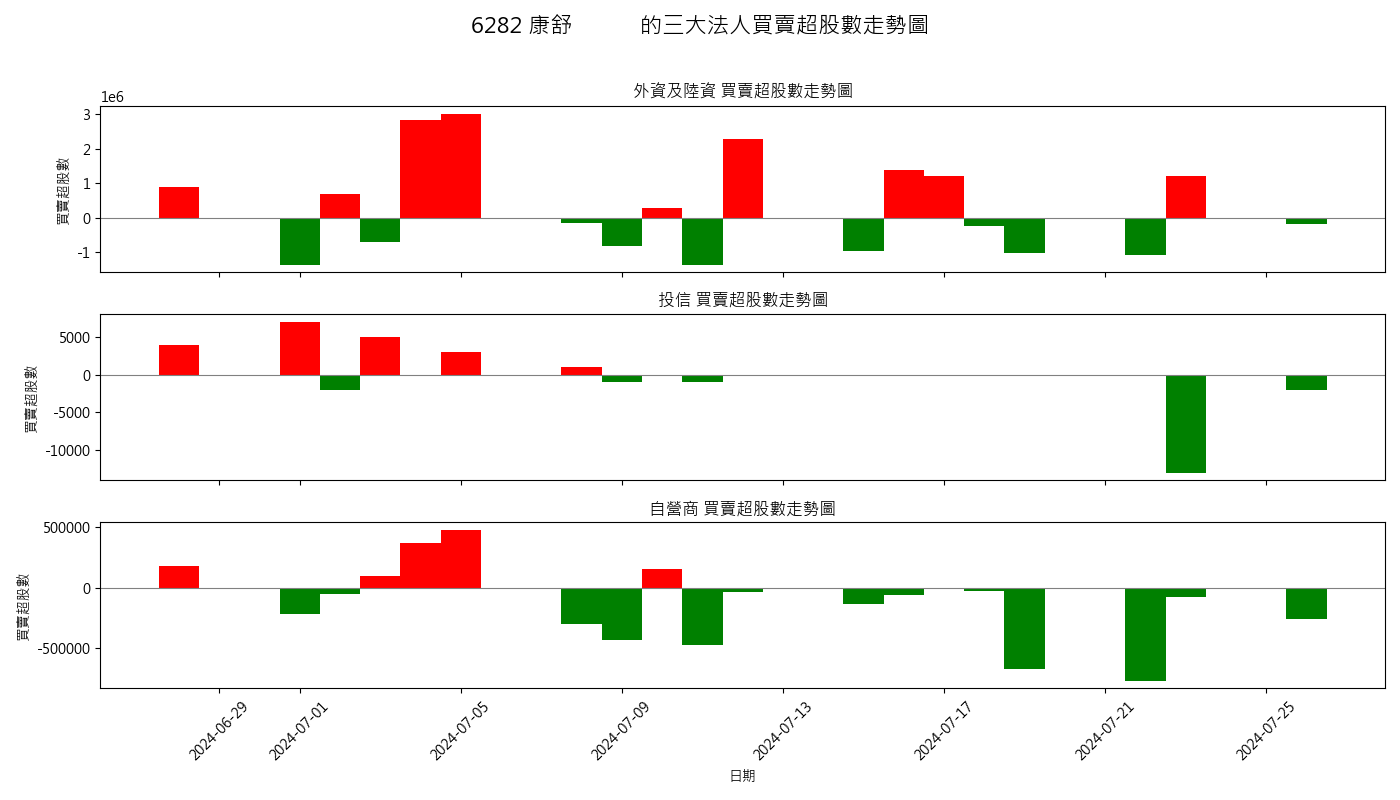 6282 康舒 的三大法人買賣超股數走勢圖
外資及陸資 買賣超股數走勢圖
1e6
買賣超股數
3
2
1
0
-1
投信 買賣超股數走勢圖
買賣超股數
5000
0
-5000
-10000
自營商 買賣超股數走勢圖
買賣超股數
500000
0
-500000
2024-06-29
2024-07-01
2024-07-05
2024-07-09
2024-07-13
2024-07-17
2024-07-21
2024-07-25
日期